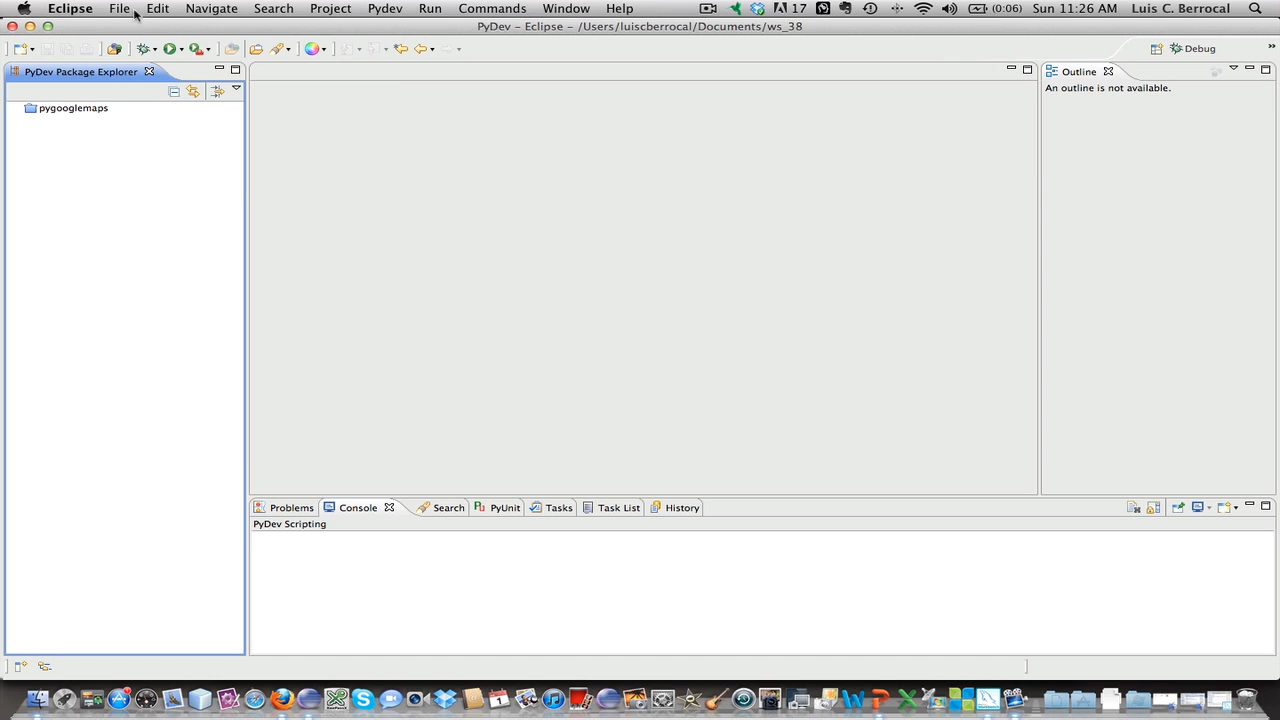 Eclipse File Edit Navigate Search Project Pydev Run Commands Window Help 17 (0:06) Sun 11:26 AM Luis C. Berrocal
PyDev – Eclipse – /Users/luiscberrocal/Documents/ws_38
Debug
PyDev Package Explorer
Outline
pygooglemaps
An outline is not available.
Problems Console Search PyUnit Tasks Task List History
PyDev Scripting